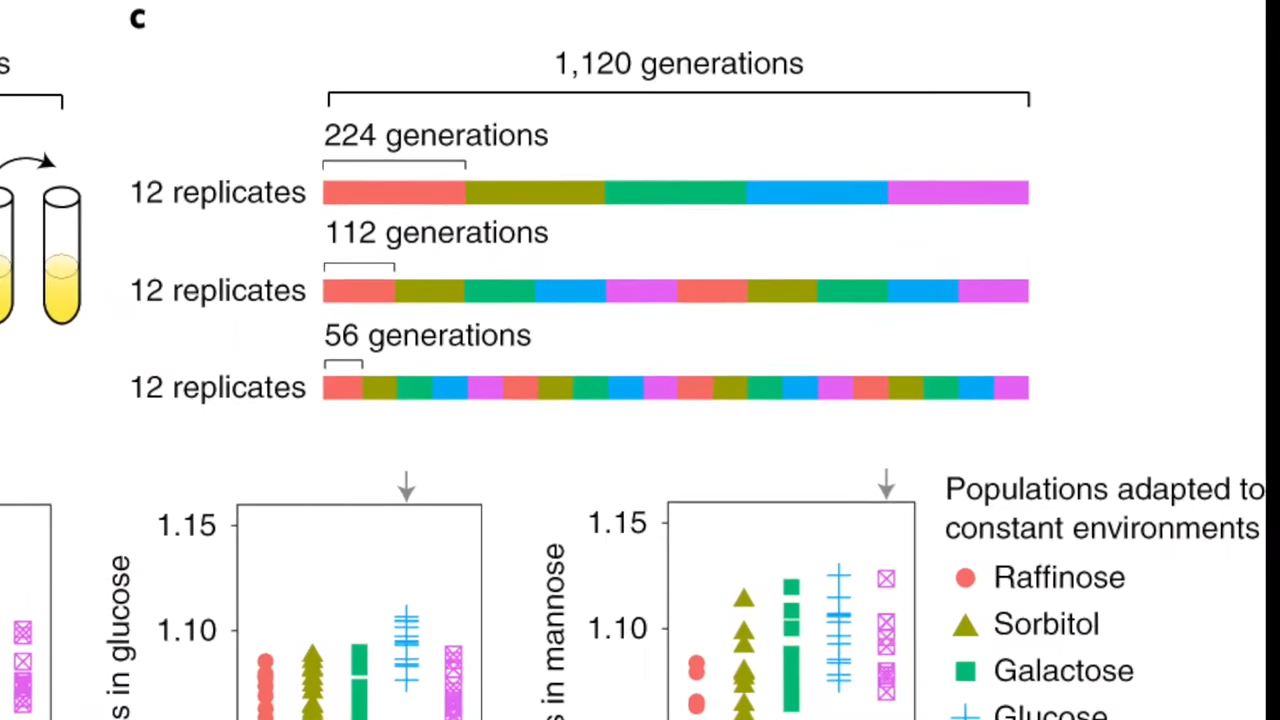 c
s
1,120 generations
224 generations
12 replicates
112 generations
12 replicates
56 generations
12 replicates
1.15
1.10
s in glucose
1.15
1.10
s in mannose
Populations adapted to
constant environments
Raffinose
Sorbitol
Galactose
Glucose